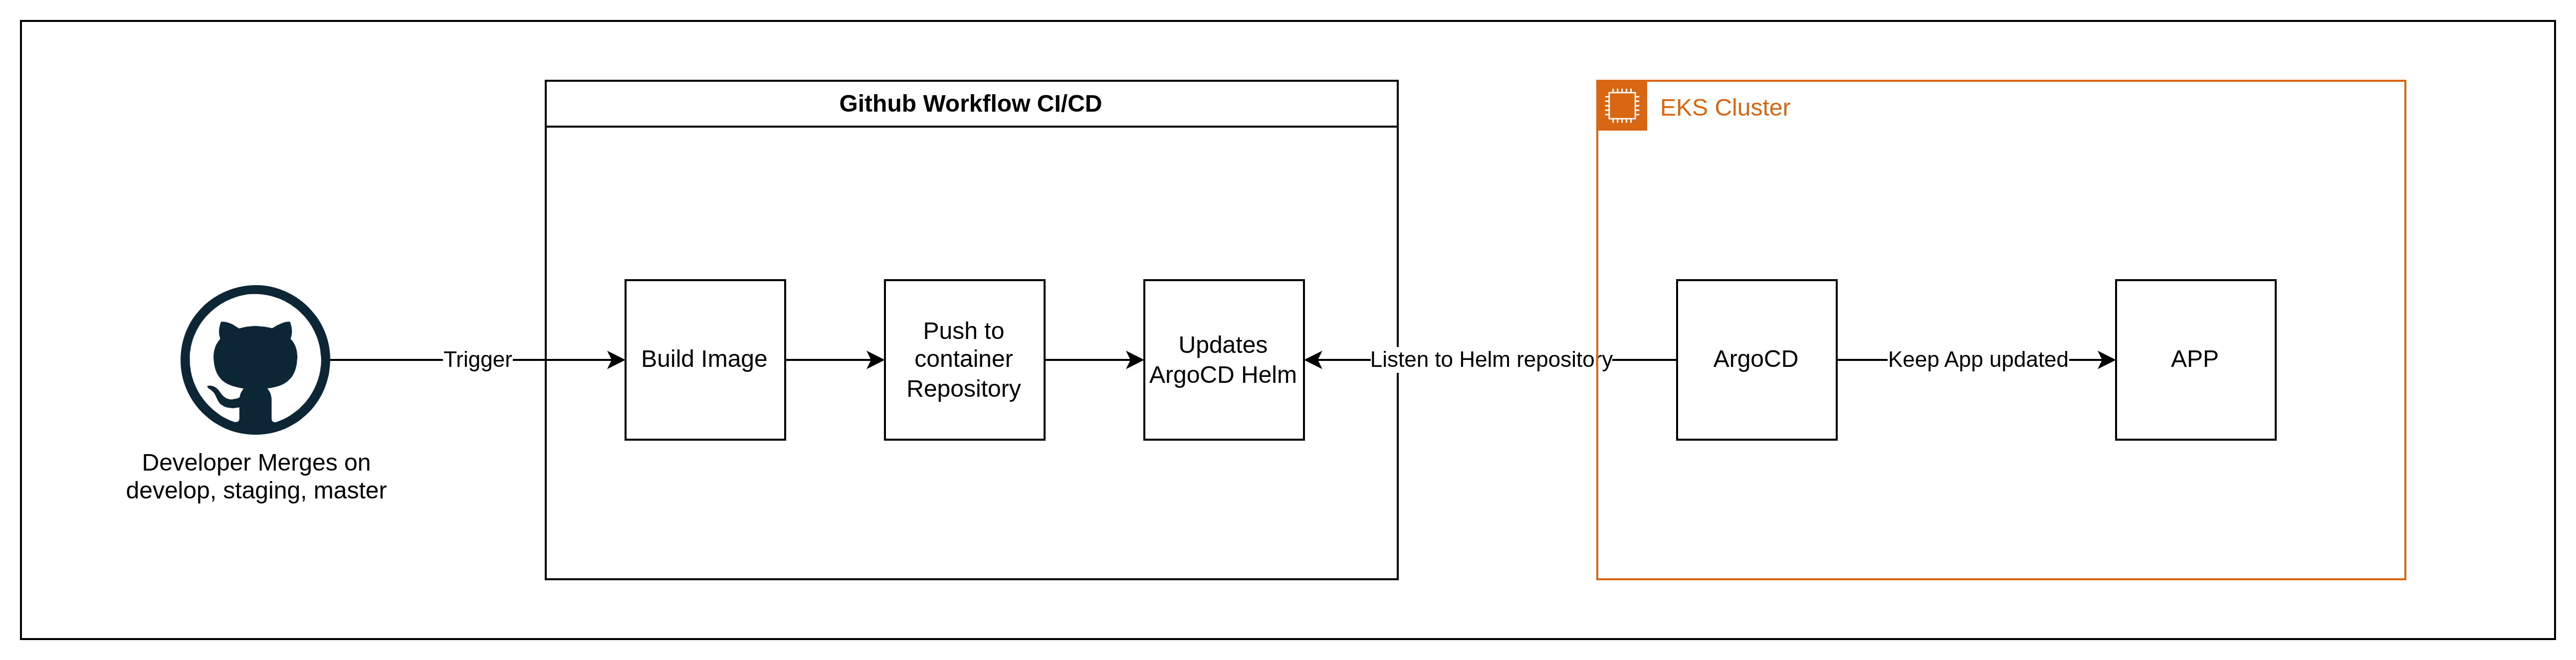 Github Workflow CI/CD
EKS Cluster
Developer Merges on
develop, staging, master
Trigger
Build Image
Push to
container
Repository
Updates
ArgoCD Helm
Listen to Helm repository
ArgoCD
Keep App updated
APP